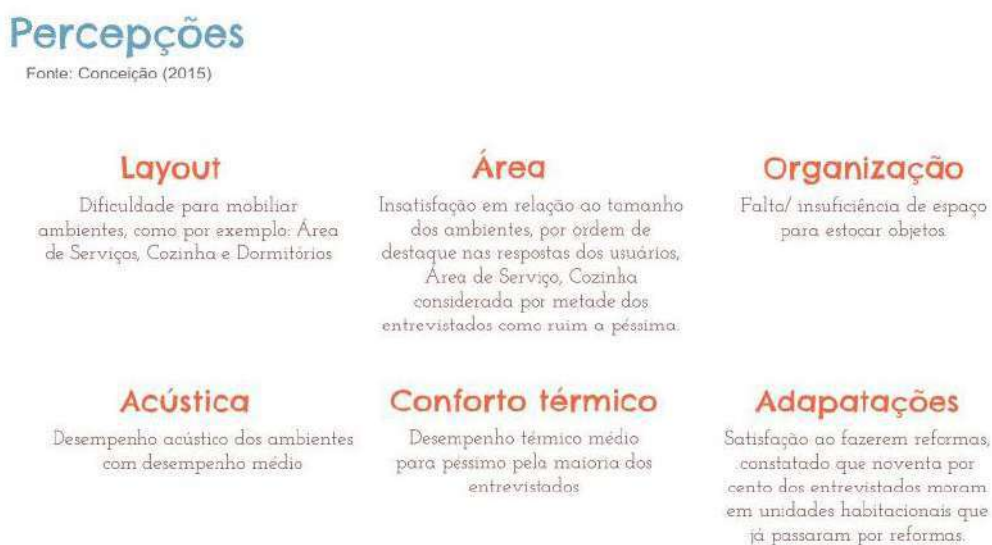 Percepções
Fonte: Conceição (2015)
Layout
Dificuldade para mobiliar
ambientes, como por exemplo: Área
de Serviços, Cozinha e Dormitórios
Área
Insatisfação em relação ao tamanho
dos ambientes, por ordem de
destaque nas respostas dos usuários,
Área de Serviço, Cozinha
considerada por metade dos
entrevistados como ruim a péssima.
Organização
Falta/ insuficiência de espaço
para estocar objetos.
Acústica
Desempenho acústico dos ambientes
com desempenho médio
Conforto térmico
Desempenho térmico médio
para péssimo pela maioria dos
entrevistados
Adapatações
Satisfação ao fazerem reformas,
constatado que noventa por
cento dos entrevistados moram
em unidades habitacionais que
já passaram por reformas.